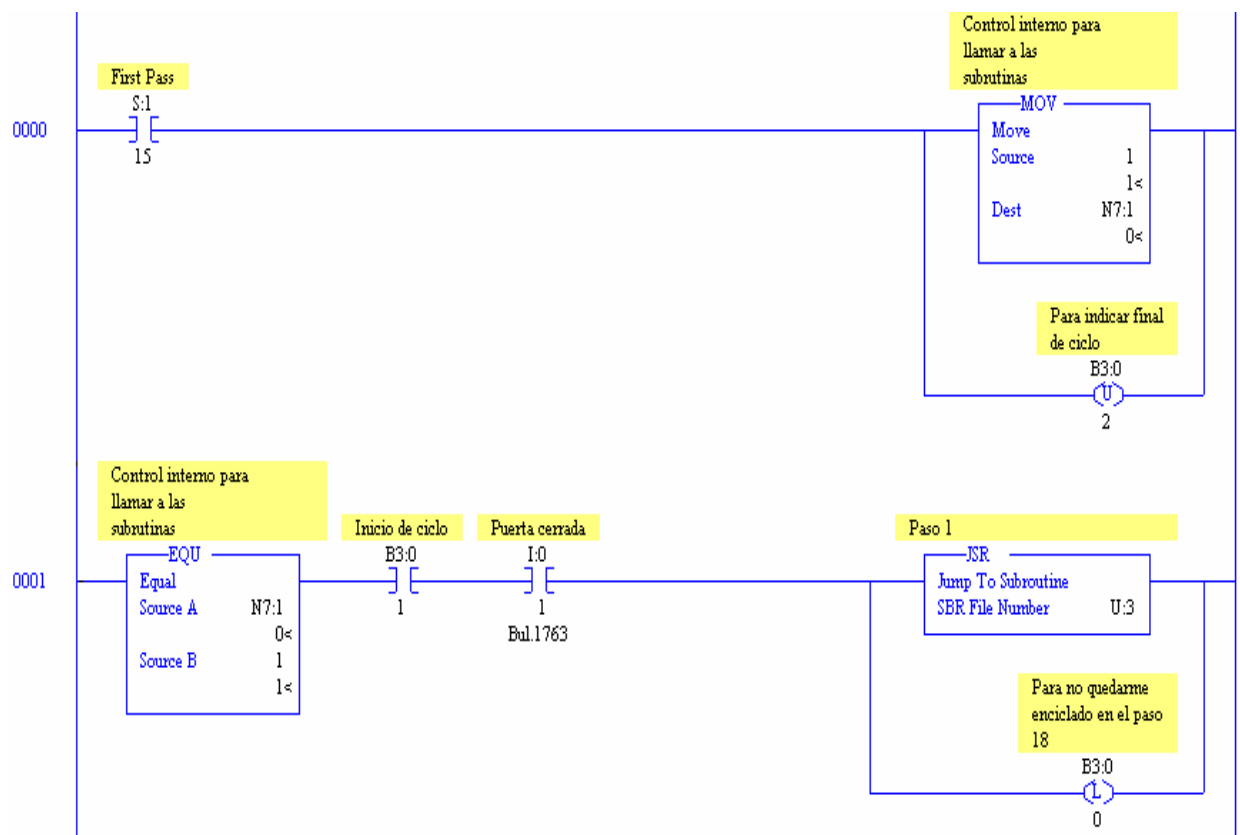 Control interno para
llamar a las
subrutinas
First Pass
S:1
15
0000
MOV
Move
Source 1
1<
Dest N7:1
0<
Para indicar final
de ciclo
B3:0
U
2
Control interno para
llamar a las
subrutinas
Inicio de ciclo
Puerta cerrada
Paso 1
0001
EQU
Equal
Source A N7:1
0<
Source B 1
1<
B3:0
1
I:0
1
Bul.1763
JSR
Jump To Subroutine
SBR File Number U:3
Para no quedarme
enciclado en el paso
18
B3:0
L
0